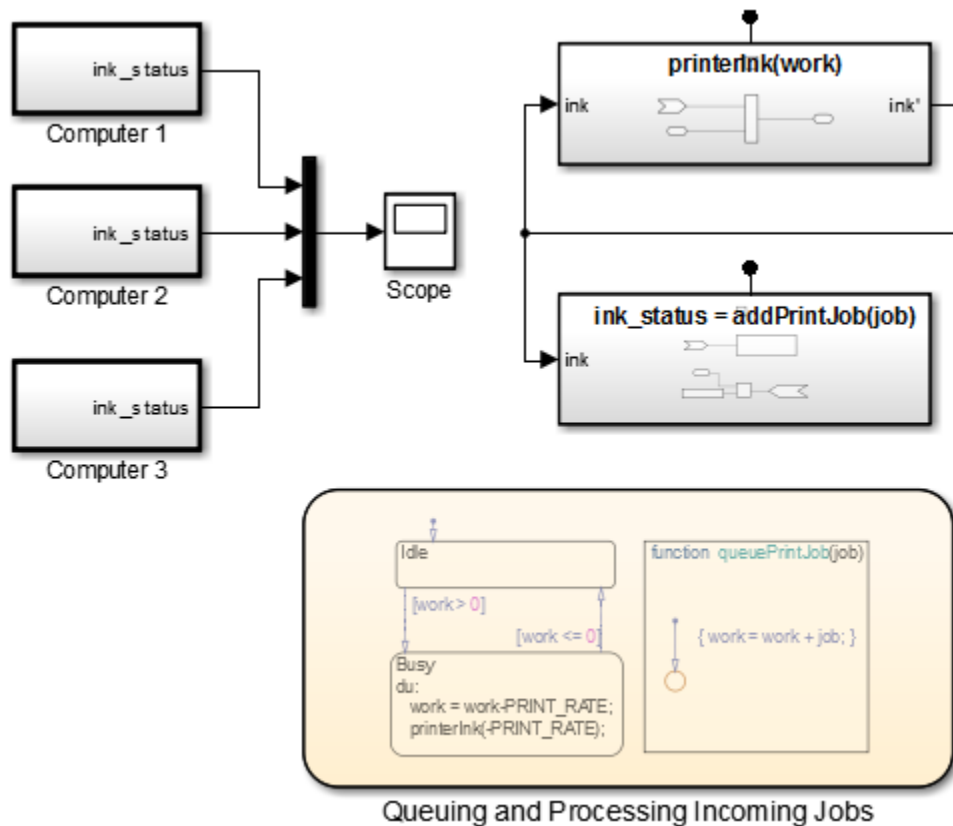 ink_status
Computer 1
ink_status
Computer 2
ink_status
Computer 3
Scope
printerInk(work)
ink
ink'
ink_status = addPrintJob(job)
ink
Idle
[work > 0]
[work <= 0]
Busy
du:
work = work-PRINT_RATE;
printerInk(-PRINT_RATE);
function queuePrintJob(job)
{ work = work + job; }
Queuing and Processing Incoming Jobs